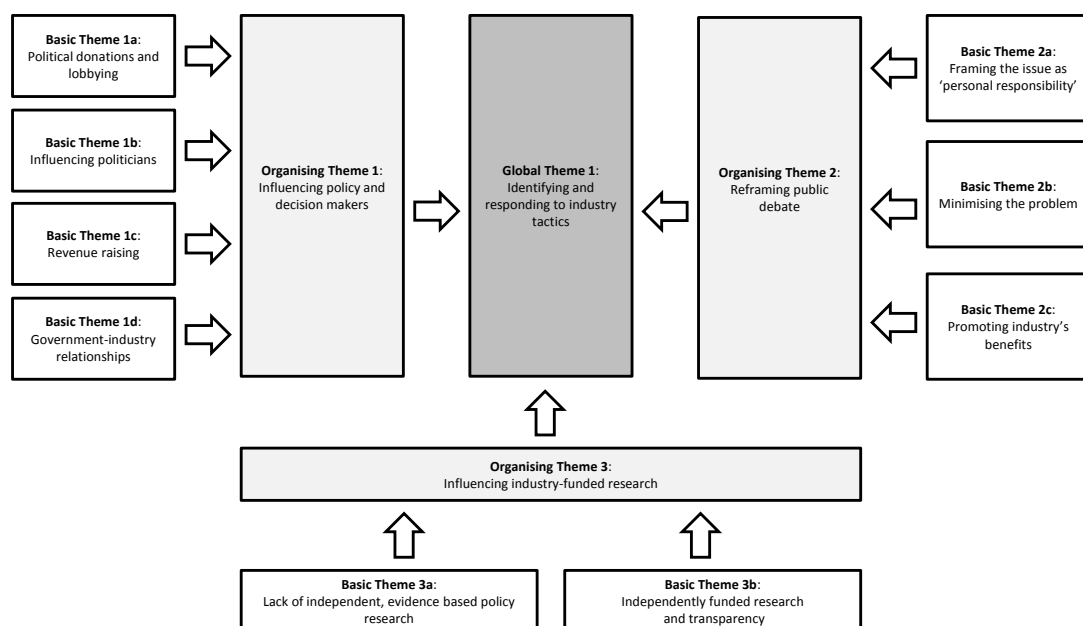 Basic Theme 1a:
Political donations and
lobbying
Basic Theme 1b:
Influencing politicians
Basic Theme 1c:
Revenue raising
Basic Theme 1d:
Government-industry
relationships
Organising Theme 1:
Influencing policy and
decision makers
Global Theme 1:
Identifying and
responding to industry
tactics
Organising Theme 2:
Reframing public
debate
Basic Theme 2a:
Framing the issue as
‘personal responsibility’
Basic Theme 2b:
Minimising the problem
Basic Theme 2c:
Promoting industry’s
benefits
Organising Theme 3:
Influencing industry-funded research
Basic Theme 3a:
Lack of independent, evidence based policy
research
Basic Theme 3b:
Independently funded research
and transparency